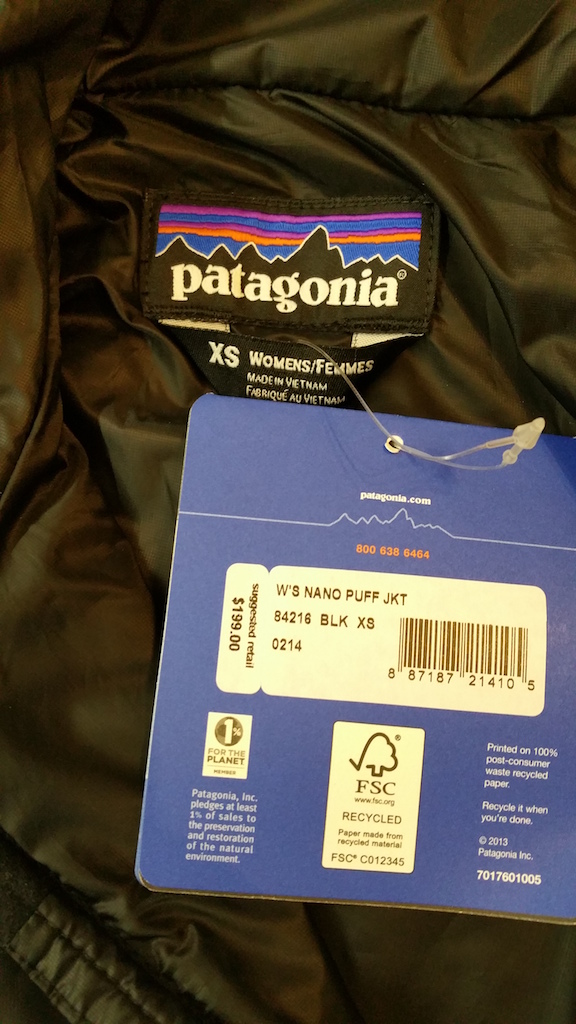 patagonia®
XS WOMENS/FEMMES
MADE IN VIETNAM
FABRIQUÉ AU VIETNAM
patagonia.com
800 638 6464
suggested retail
$199.00
W'S NANO PUFF JKT
84216 BLK XS
0214
8 87187 21410 5
1%
FOR THE
PLANET
MEMBER
Patagonia, Inc.
pledges at least
1% of sales to
the preservation
and restoration
of the natural
environment.
®
FSC
www.fsc.org
RECYCLED
Paper made from
recycled material
FSC® C012345
Printed on 100%
post-consumer
waste recycled
paper.
Recycle it when
you're done.
© 2013
Patagonia Inc.
7017601005